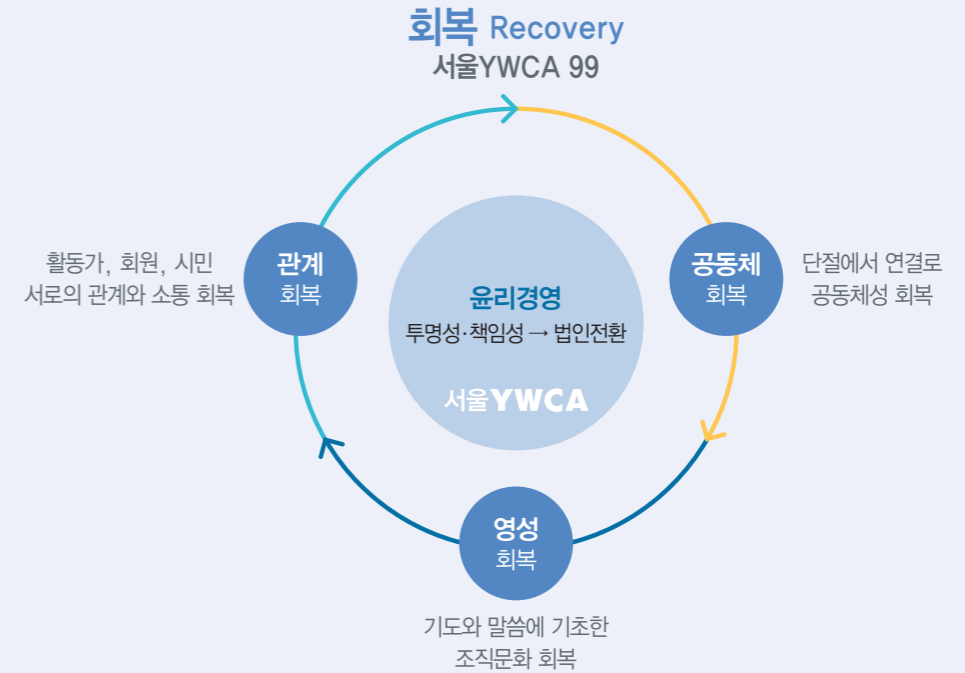 회복 Recovery
서울YWCA 99
활동가, 회원, 시민
서로의 관계와 소통 회복
관계
회복
윤리경영
투명성·책임성 → 법인전환
서울YWCA
공동체
회복
단절에서 연결로
공동체성 회복
영성
회복
기도와 말씀에 기초한
조직문화 회복